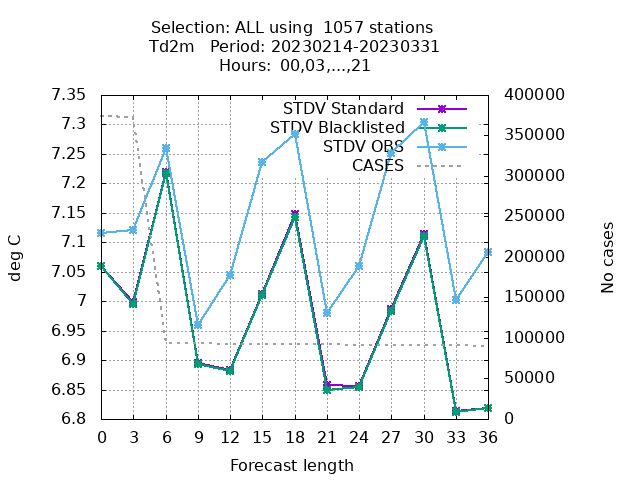 Selection: ALL using  1057 stations
Td2m   Period: 20230214-20230331
Hours:  00,03,...,21
STDV Standard
STDV Blacklisted
STDV OBS
CASES
7.35
7.3
7.25
7.2
7.15
7.1
7.05
7
6.95
6.9
6.85
6.8
deg C
400000
350000
300000
250000
200000
150000
100000
50000
0
No cases
0 3 6 9 12 15 18 21 24 27 30 33 36
Forecast length